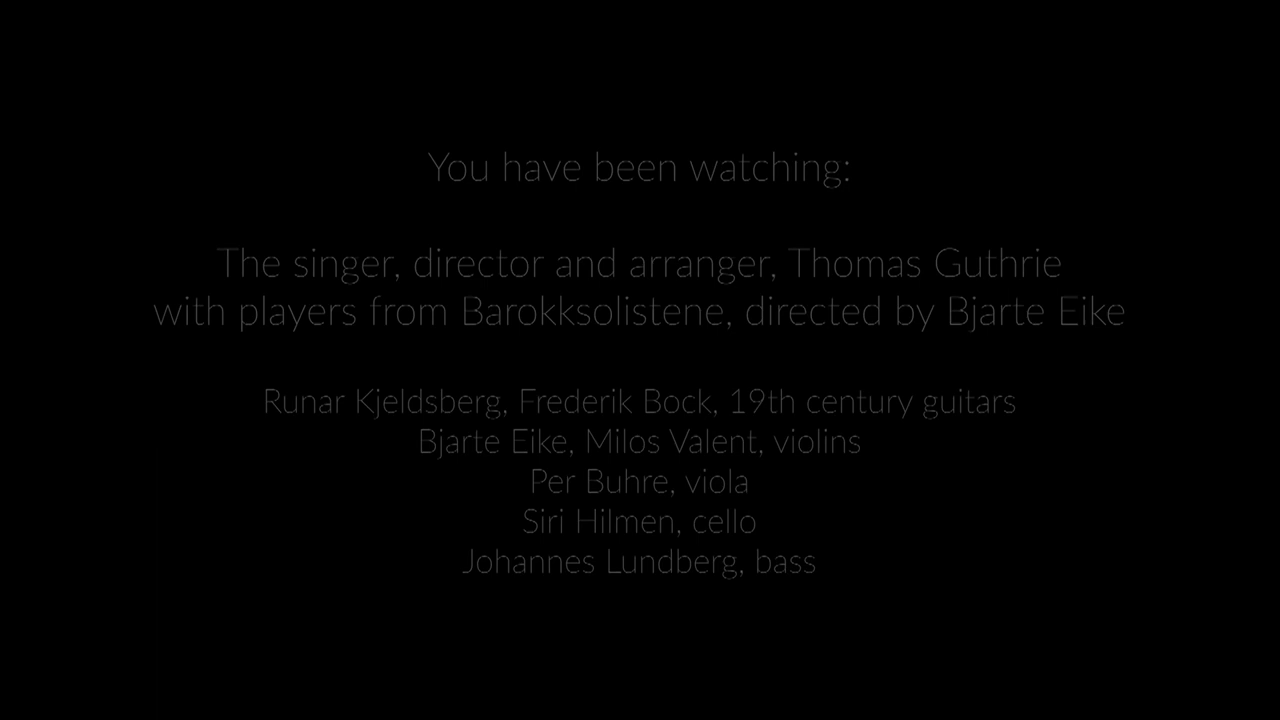 You have been watching:
The singer, director and arranger, Thomas Guthrie
with players from Barokksolistene, directed by Bjarte Eike
Runar Kjeldsberg, Frederik Bock, 19th century guitars
Bjarte Eike, Milos Valent, violins
Per Buhre, viola
Siri Hilmen, cello
Johannes Lundberg, bass